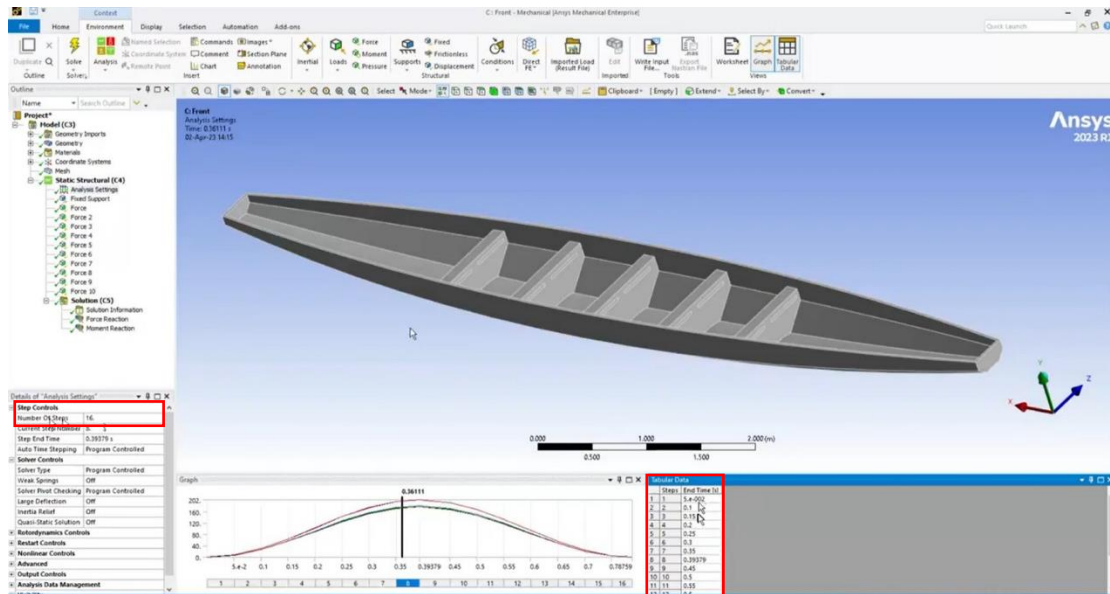 Context
C : Front - Mechanical [Ansys Mechanical Enterprise]
File Home Environment Display Selection Automation Add-ons
Quick Launch
Duplicate Solve Analysis
Named Selection
Coordinate System
Remote Point
Commands
Comment
Chart
Images
Section Plane
Annotation
Inertial Loads
Force
Moment
Pressure
Supports
Fixed
Frictionless
Displacement
Conditions Direct FE
Imported Load (Result File)
Edit
Write Input File...
Export Nastran File
Worksheet Graph Tabular Data
Outline Solver Insert Structural Imported Tools Views
Outline
Name Search Outline
Select Mode Clipboard [Empty] Extend Select By Convert
Project*
Model (C3)
Geometry Imports
Geometry
Materials
Coordinate Systems
Mesh
Static Structural (C4)
Analysis Settings
Fixed Support
Force
Force 2
Force 3
Force 4
Force 5
Force 6
Force 7
Force 8
Force 9
Force 10
Solution (C5)
Solution Information
Force Reaction
Moment Reaction
C: Front
Analysis Settings
Time: 0.36111 s
02-Apr-23 14:15
Ansys
2023 R1
Y
Z
X
0.000 1.000 2.000 (m)
0.500 1.500
Details of "Analysis Settings"
Step Controls
Number Of Steps 16.
Current Step Number 8.
Step End Time 0.39379 s
Auto Time Stepping Program Controlled
Solver Controls
Solver Type Program Controlled
Weak Springs Off
Solver Pivot Checking Program Controlled
Large Deflection Off
Inertia Relief Off
Quasi-Static Solution Off
Rotordynamics Controls
Restart Controls
Nonlinear Controls
Advanced
Output Controls
Analysis Data Management
Graph
0.36111
202.
160.
120.
80.
40.
0.
5.e-2 0.1 0.15 0.2 0.25 0.3 0.35 0.39379 0.45 0.5 0.55 0.6 0.65 0.7 0.78759
1 2 3 4 5 6 7 8 9 10 11 12 13 14 15 16
Tabular Data
Steps End Time [s]
1 1 5.e-002
2 2 0.1
3 3 0.15
4 4 0.2
5 5 0.25
6 6 0.3
7 7 0.35
8 8 0.39379
9 9 0.45
10 10 0.5
11 11 0.55